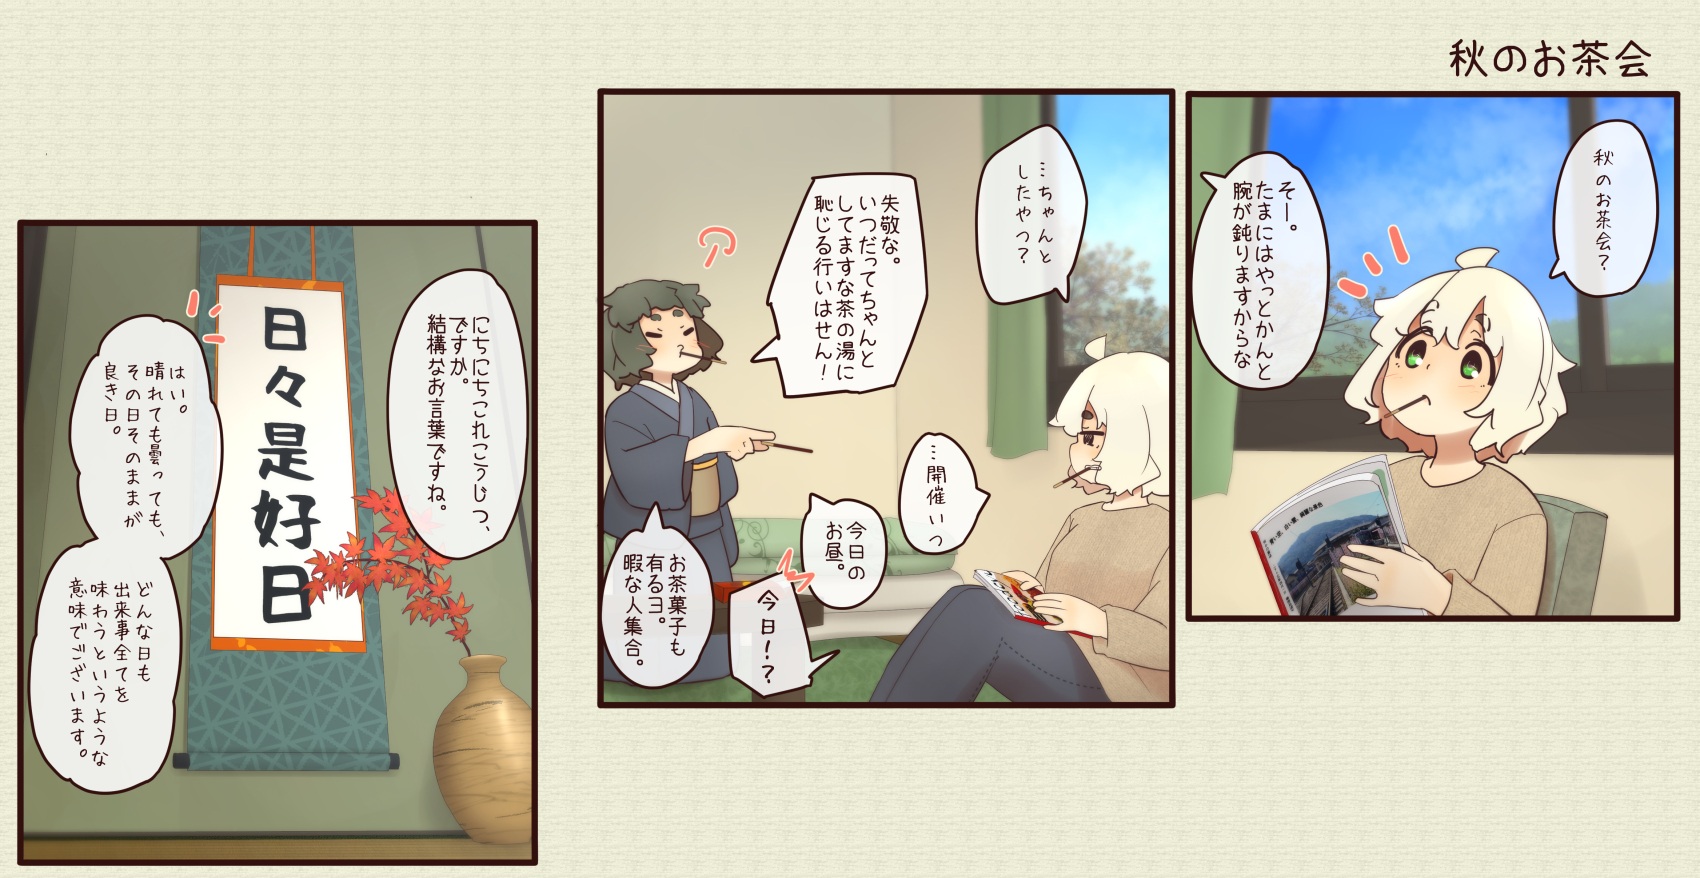 秋のお茶会
秋のお茶会？
そー。
たまにはやっとかんと
腕が鈍りますからな
…ちゃんと
したやつ？
失敬な。
いつだってちゃんと
してますな茶の湯に
恥じる行いはせん！
…開催いつ
今日の
お昼。
今日！？
お茶菓子も
有るヨ。
暇な人集合。
にちにちこれこうじつ、
ですか。
結構なお言葉ですね。
日々是好日
はい。
晴れても曇っても、
その日そのままが
良き日。
どんな日も
出来事全てを
味わうというような
意味でございます。